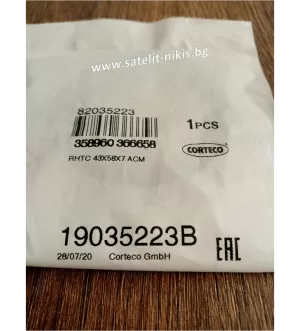 www.satelit-nikis.bg
82035223
358960 366658
1PCS
CORTECO
RHTC 43X58X7 ACM
19035223B
EAC
28/07/20 Corteco GmbH